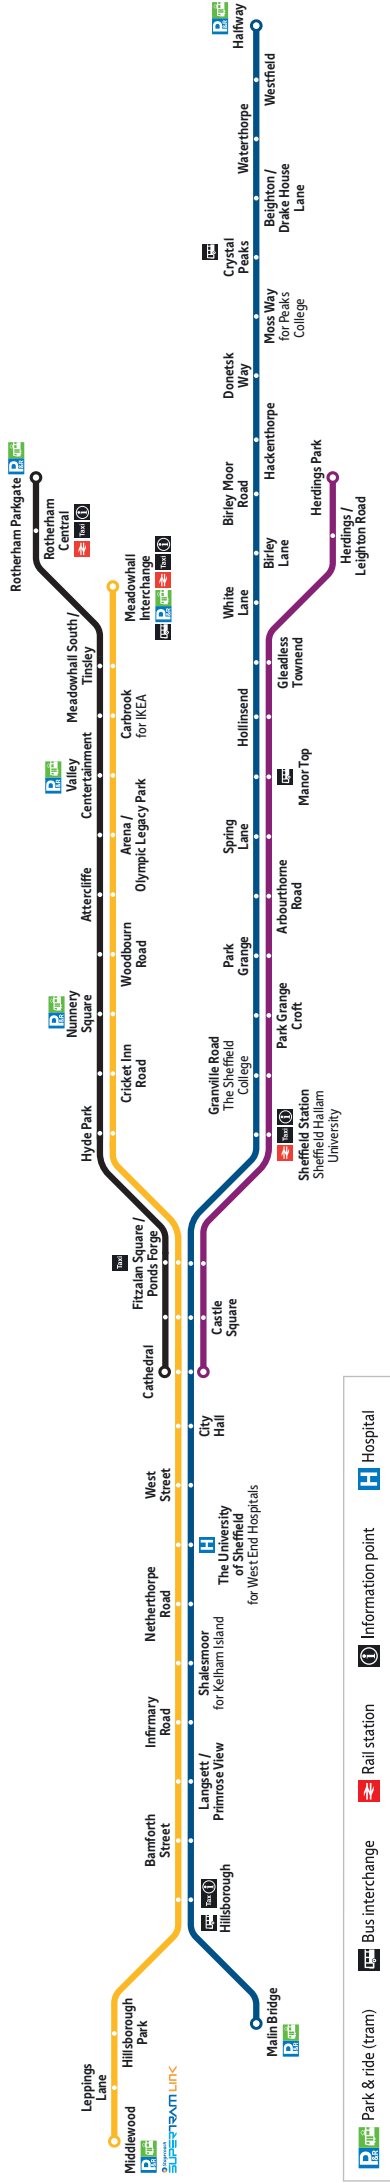 Middlewood
P&R
Stagecoach
SUPERTRAM LINK
Leppings
Lane
Hillsborough
Park
Malin Bridge
P&R
Taxi
Hillsborough
Bamforth
Street
Langsett /
Primrose View
Infirmary
Road
Shalesmoor
for Kelham Island
Netherthorpe
Road
H
The University
of Sheffield
for West End Hospitals
West
Street
City
Hall
Cathedral
Castle
Square
Taxi
Fitzalan Square /
Ponds Forge
Hyde Park
Cricket Inn
Road
P&R
Nunnery
Square
Woodbourn
Road
Attercliffe
Arena /
Olympic Legacy Park
P&R
Valley
Centertainment
Carbrook
for IKEA
Meadowhall South /
Tinsley
Meadowhall
Interchange
P&R
Taxi
Rotherham
Central
Taxi
Rotherham Parkgate
P&R
Taxi
Sheffield Station
Sheffield Hallam
University
Granville Road
The Sheffield
College
Park Grange
Croft
Park
Grange
Arbourthorne
Road
Spring
Lane
Manor Top
Hollinsend
Gleadless
Townend
Herdings /
Leighton Road
Herdings Park
White
Lane
Birley
Lane
Birley Moor
Road
Hackenthorpe
Donetsk
Way
Moss Way
for Peaks
College
Crystal
Peaks
Beighton /
Drake House
Lane
Waterthorpe
Westfield
Halfway
P&R
P&R
Park & ride (tram)
Bus interchange
Rail station
Information point
H
Hospital